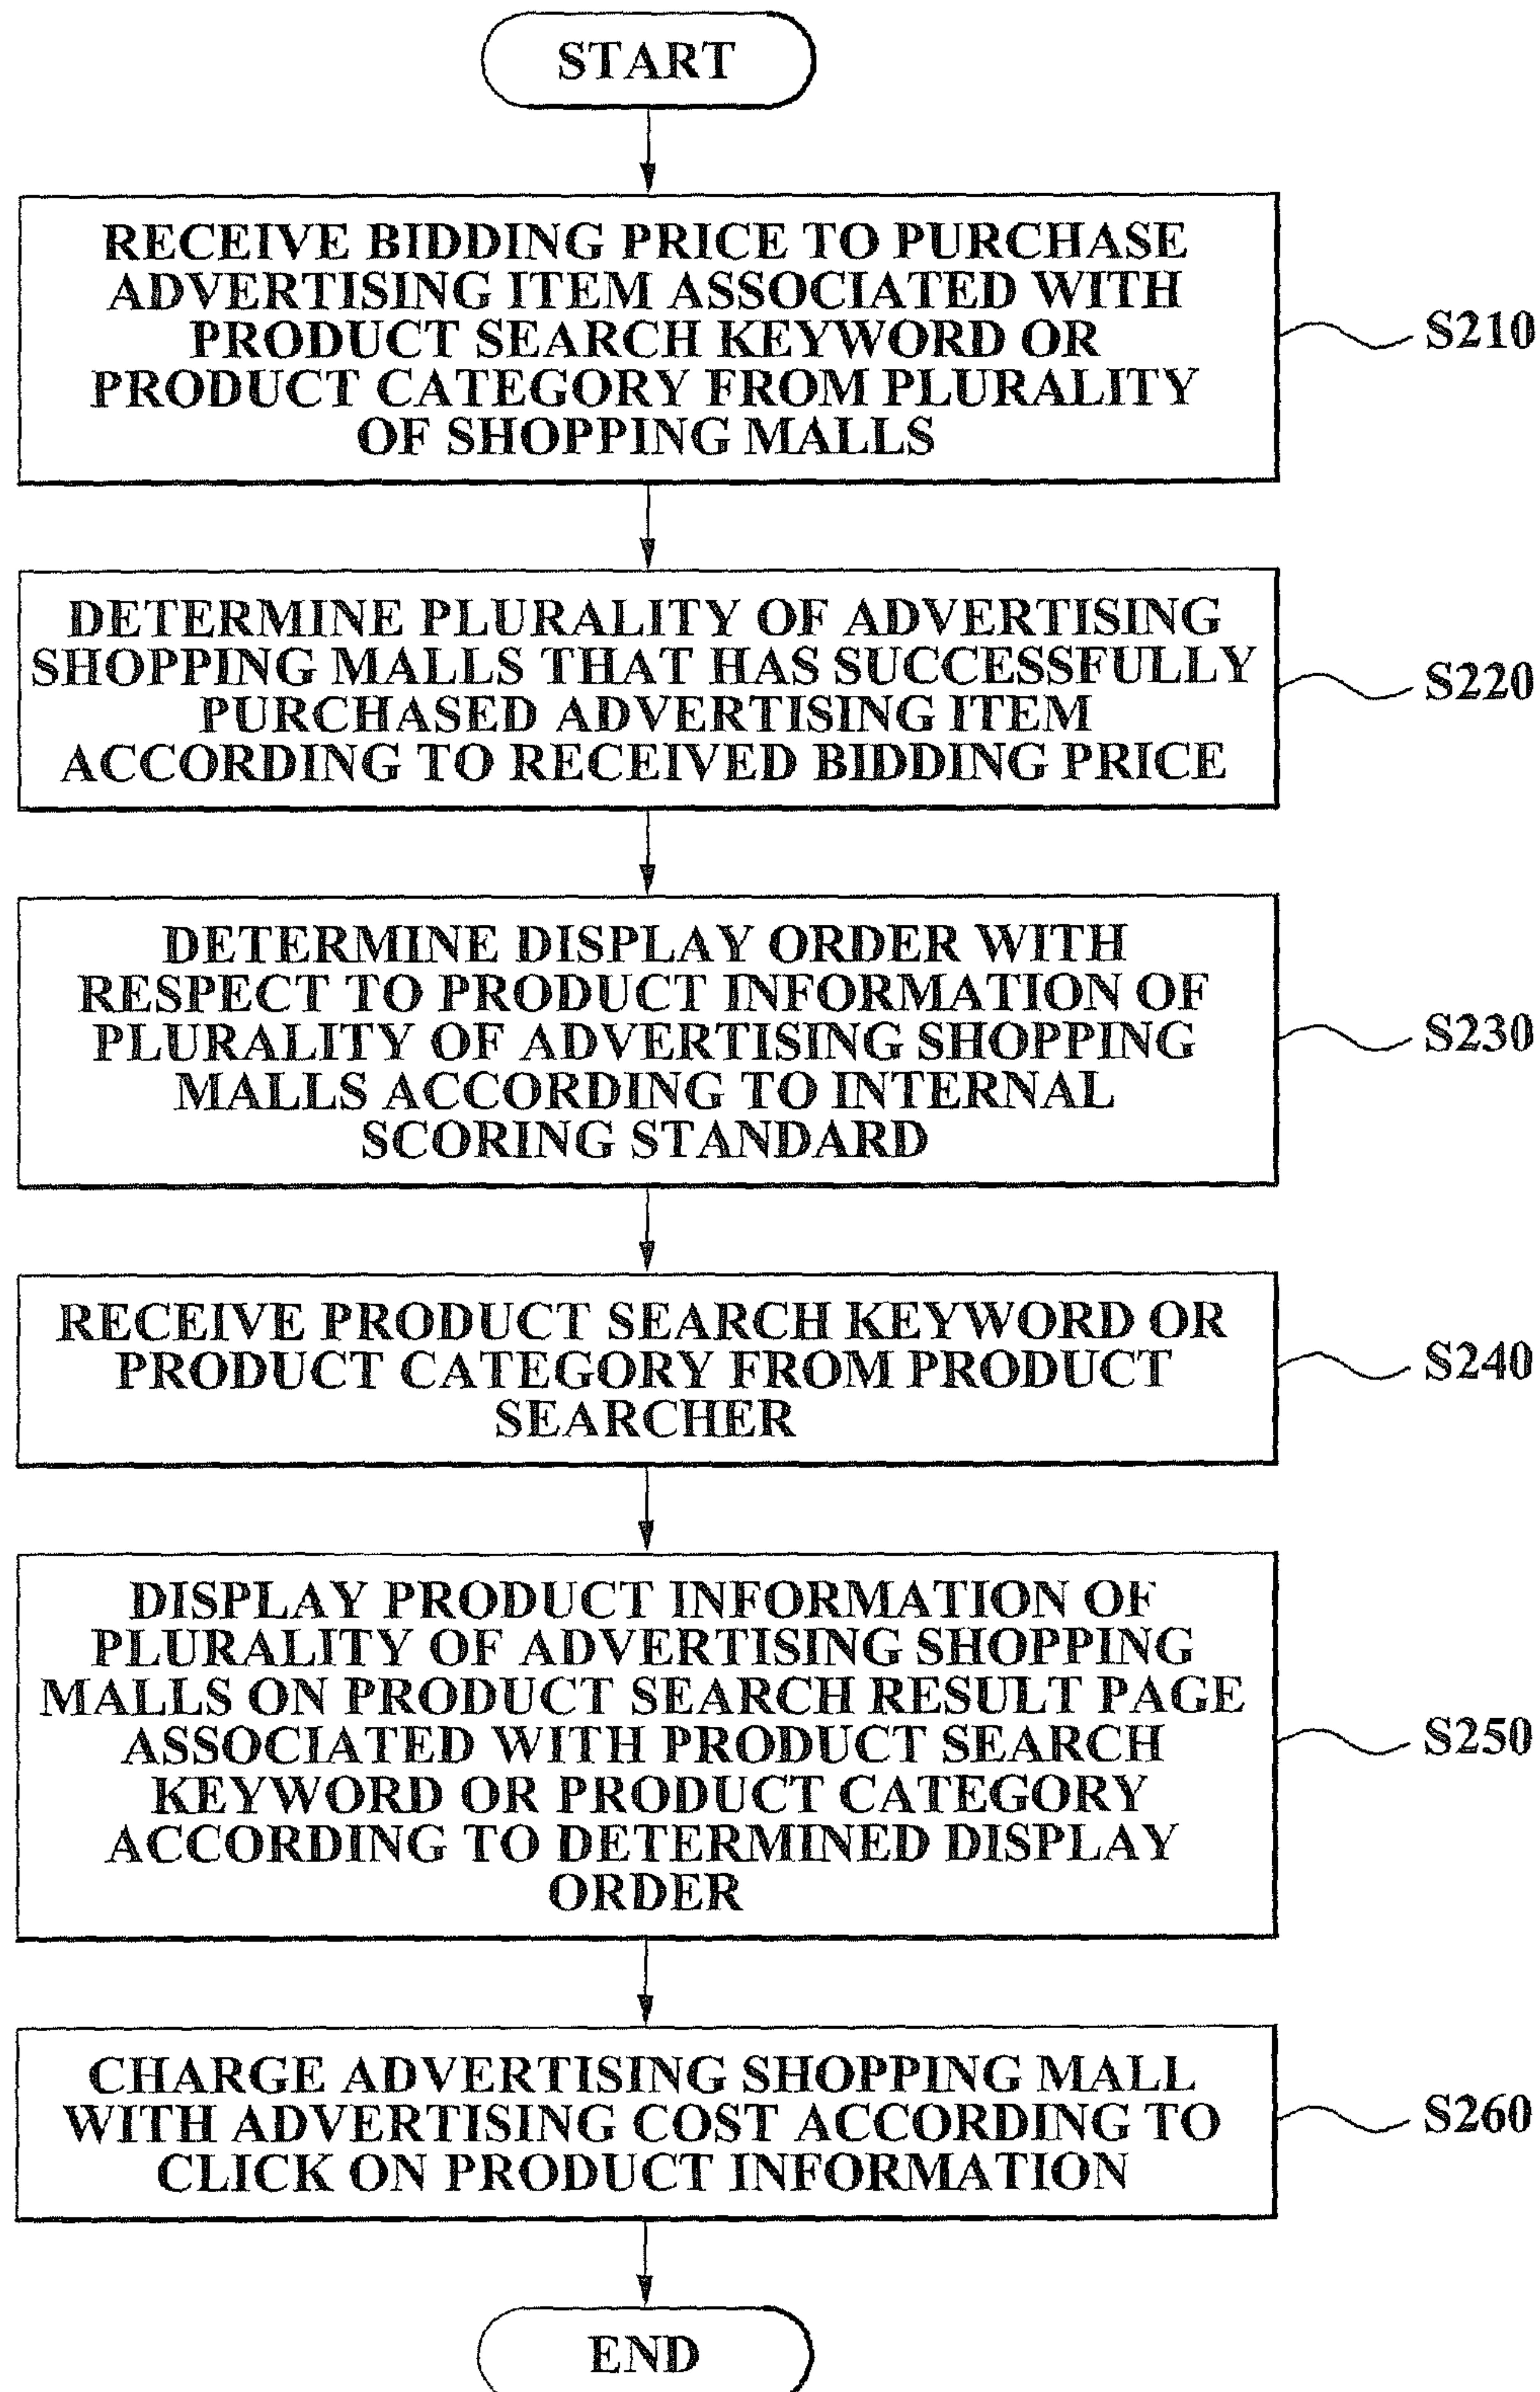 START
RECEIVE BIDDING PRICE TO PURCHASE
ADVERTISING ITEM ASSOCIATED WITH
PRODUCT SEARCH KEYWORD OR
PRODUCT CATEGORY FROM PLURALITY
OF SHOPPING MALLS
S210
DETERMINE PLURALITY OF ADVERTISING
SHOPPING MALLS THAT HAS SUCCESSFULLY
PURCHASED ADVERTISING ITEM
ACCORDING TO RECEIVED BIDDING PRICE
S220
DETERMINE DISPLAY ORDER WITH
RESPECT TO PRODUCT INFORMATION OF
PLURALITY OF ADVERTISING SHOPPING
MALLS ACCORDING TO INTERNAL
SCORING STANDARD
S230
RECEIVE PRODUCT SEARCH KEYWORD OR
PRODUCT CATEGORY FROM PRODUCT
SEARCHER
S240
DISPLAY PRODUCT INFORMATION OF
PLURALITY OF ADVERTISING SHOPPING
MALLS ON PRODUCT SEARCH RESULT PAGE
ASSOCIATED WITH PRODUCT SEARCH
KEYWORD OR PRODUCT CATEGORY
ACCORDING TO DETERMINED DISPLAY
ORDER
S250
CHARGE ADVERTISING SHOPPING MALL
WITH ADVERTISING COST ACCORDING TO
CLICK ON PRODUCT INFORMATION
S260
END